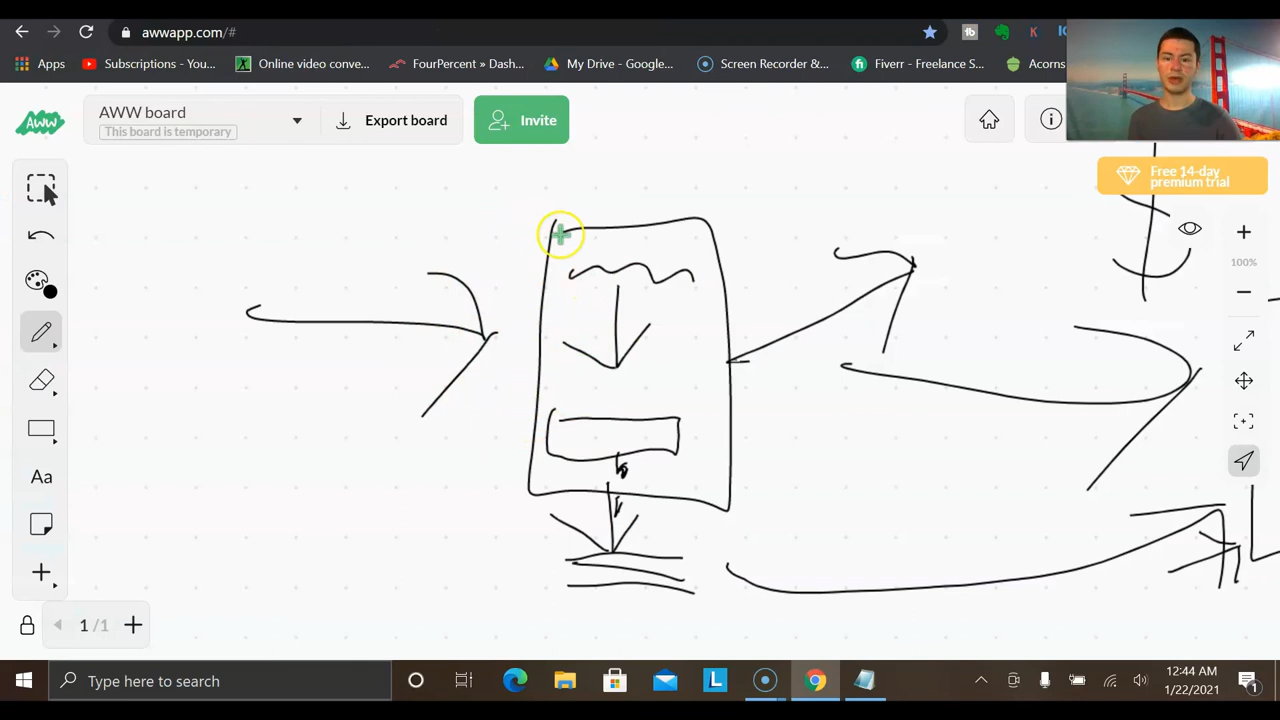 awwapp.com/#
Apps
Subscriptions - You...
Online video conve...
FourPercent » Dash...
My Drive - Google...
Screen Recorder &...
Fiverr - Freelance S...
Acorns
AWW
AWW board
This board is temporary
Export board
Invite
Free 14-day
premium trial
100%
Aa
1 /1
Type here to search
L
12:44 AM
1/22/2021
1